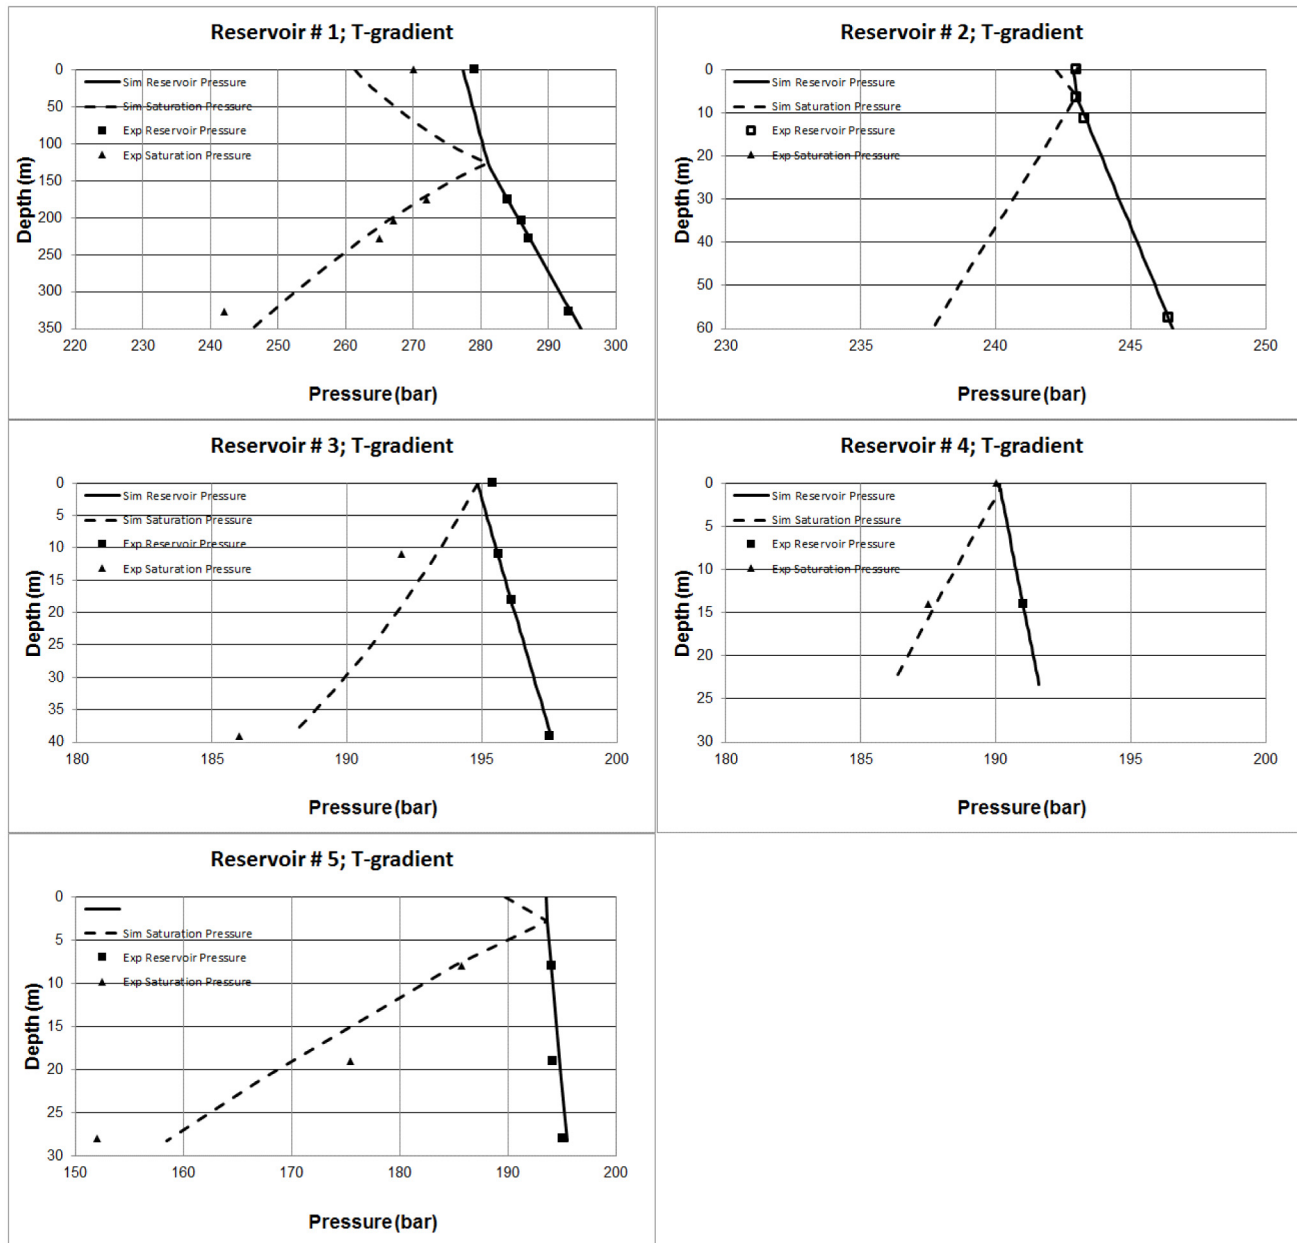 Reservoir # 1; T-gradient
0
50
100
150
200
250
300
350
Depth (m)
Sim Reservoir Pressure
Sim Saturation Pressure
Exp Reservoir Pressure
Exp Saturation Pressure
220 230 240 250 260 270 280 290 300
Pressure (bar)
Reservoir # 2; T-gradient
0
10
20
30
40
50
60
Depth (m)
Sim Reservoir Pressure
Sim Saturation Pressure
Exp Reservoir Pressure
Exp Saturation Pressure
230 235 240 245 250
Pressure (bar)
Reservoir # 3; T-gradient
0
5
10
15
20
25
30
35
40
Depth (m)
Sim Reservoir Pressure
Sim Saturation Pressure
Exp Reservoir Pressure
Exp Saturation Pressure
180 185 190 195 200
Pressure (bar)
Reservoir # 4; T-gradient
0
5
10
15
20
25
30
Depth (m)
Sim Reservoir Pressure
Sim Saturation Pressure
Exp Reservoir Pressure
Exp Saturation Pressure
180 185 190 195 200
Pressure (bar)
Reservoir # 5; T-gradient
0
5
10
15
20
25
30
Depth (m)
Sim Saturation Pressure
Exp Reservoir Pressure
Exp Saturation Pressure
150 160 170 180 190 200
Pressure (bar)